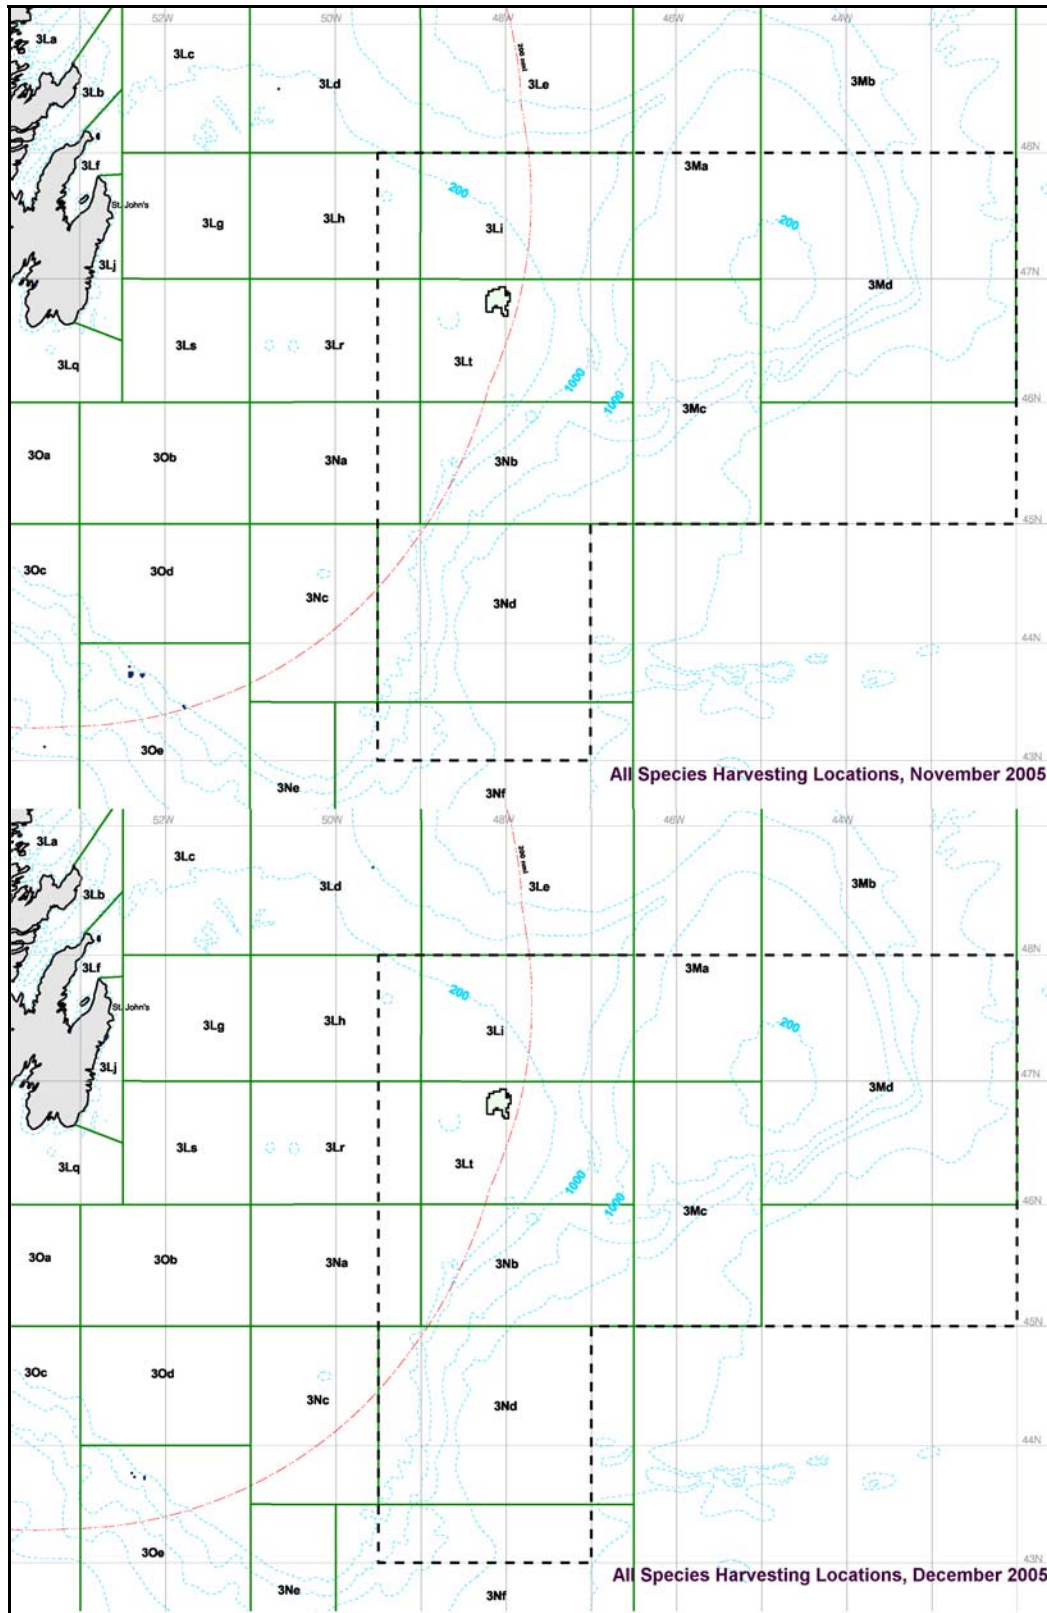 52W 50W 48W 46W 44W
3La 3Lc 3Ld 200 nmi 3Le 3Mb
3Lb
48N
3Lf 3Ma
200
St. John's 3Lg 3Lh 3Li 200
3Lj 47N
3Md
3Lq 3Ls 3Lr 3Lt
1000
1000 46N
3Mc
3Oa 3Ob 3Na 3Nb
45N
3Oc 3Od 3Nc 3Nd
44N
3Oe 43N
3Ne 3Nf
All Species Harvesting Locations, November 2005
52W 50W 48W 46W 44W
3La 3Lc 3Ld 200 nmi 3Le 3Mb
3Lb
48N
3Lf 3Ma
200
St. John's 3Lg 3Lh 3Li 200
3Lj 47N
3Md
3Lq 3Ls 3Lr 3Lt
1000
1000 46N
3Mc
3Oa 3Ob 3Na 3Nb
45N
3Oc 3Od 3Nc 3Nd
44N
3Oe 43N
3Ne 3Nf
All Species Harvesting Locations, December 2005